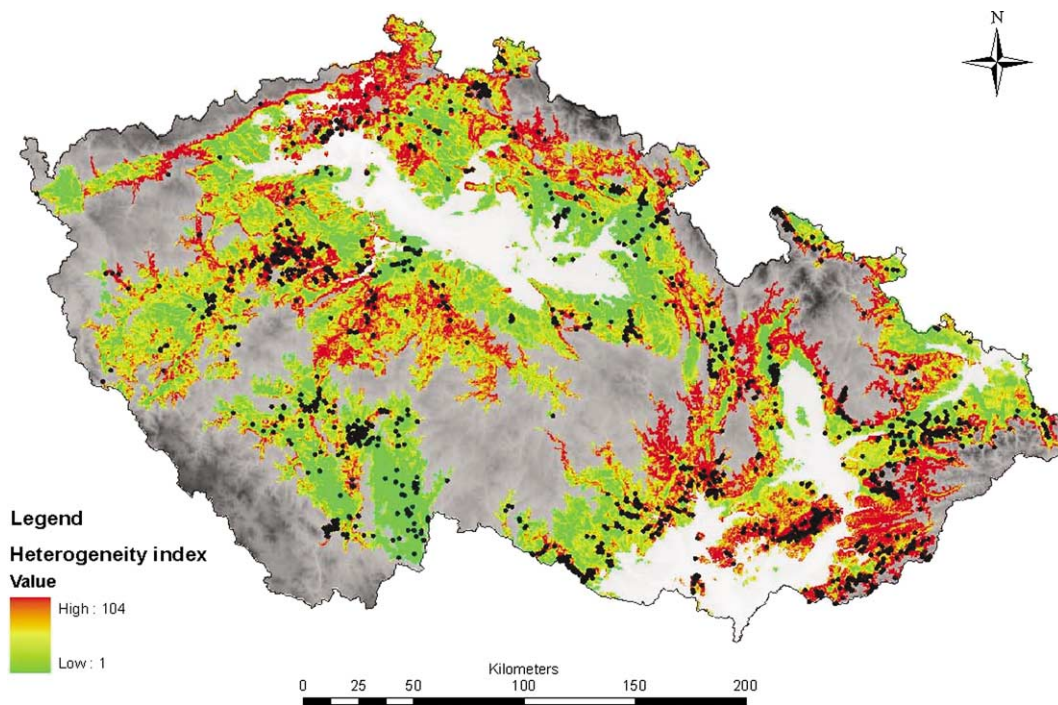 N
Legend
Heterogeneity index
Value
High : 104
Low : 1
Kilometers
0 25 50 100 150 200